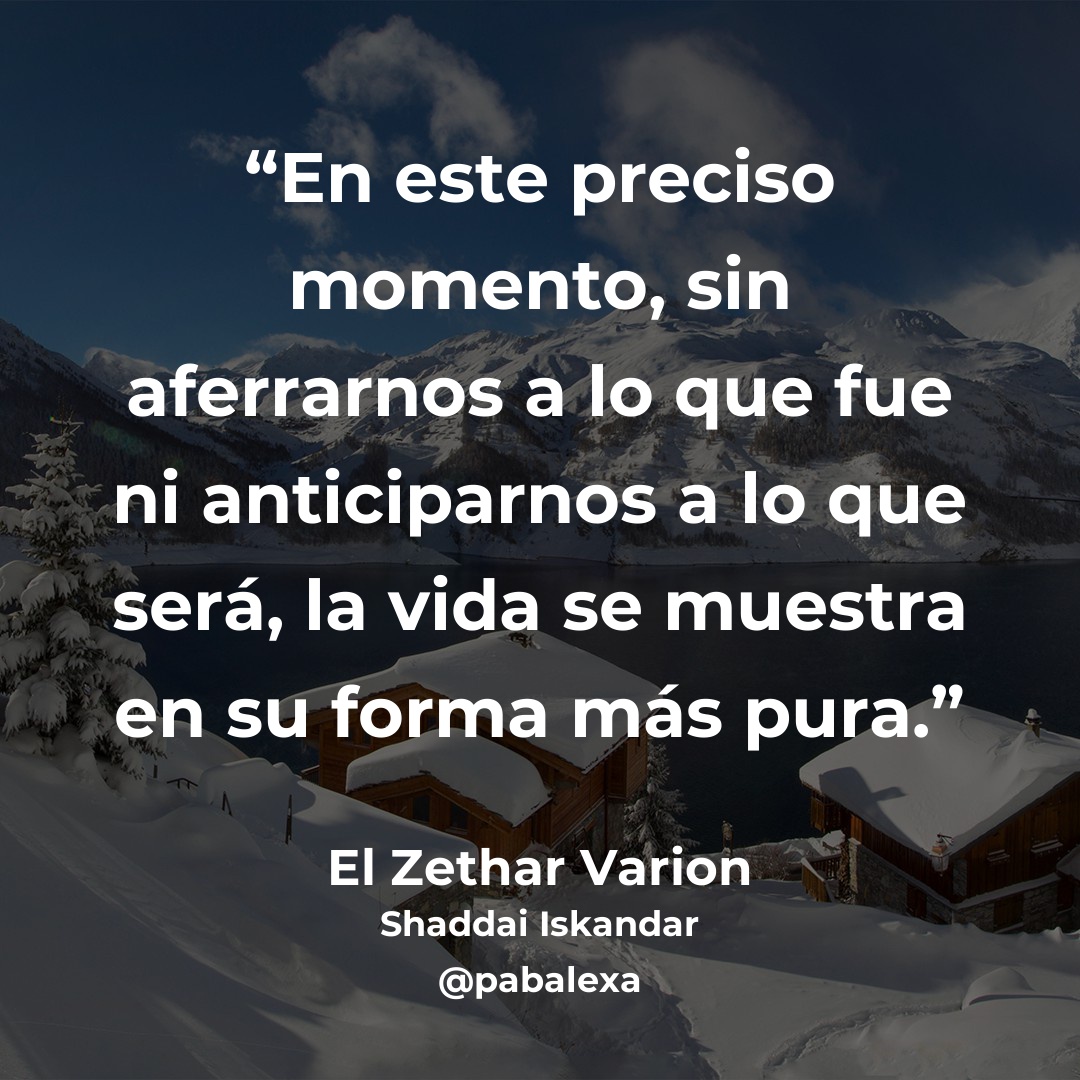 “En este preciso
momento, sin
aferrarnos a lo que fue
ni anticiparnos a lo que
será, la vida se muestra
en su forma más pura.”
El Zethar Varion
Shaddai Iskandar
@pabalexa